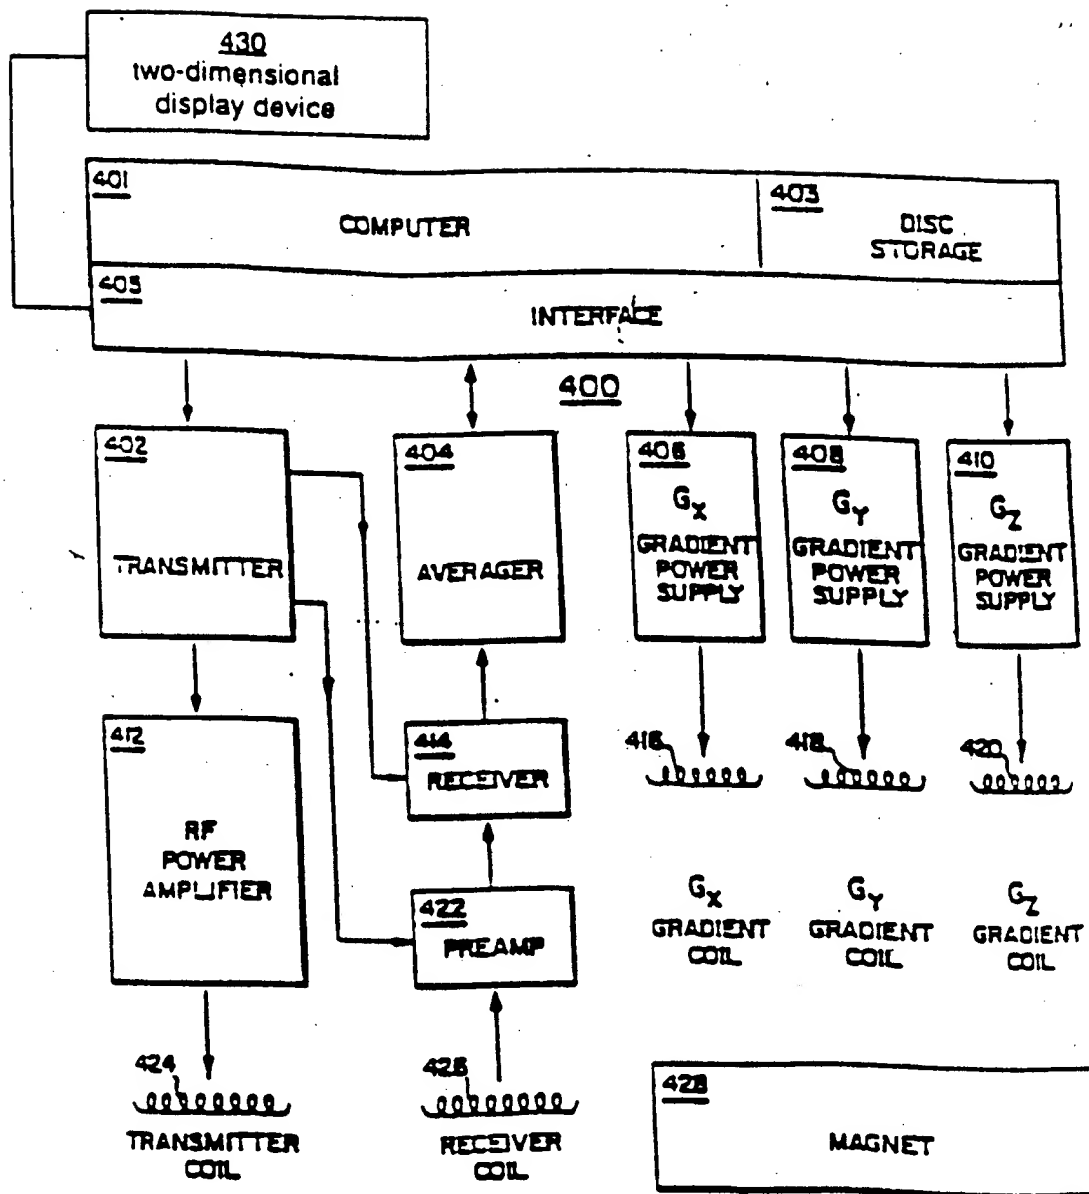 430
two-dimensional
display device
401
COMPUTER
403
DISC
STORAGE
405
INTERFACE
400
402
TRANSMITTER
404
AVERAGER
406
GX
GRADIENT
POWER
SUPPLY
408
GY
GRADIENT
POWER
SUPPLY
410
GZ
GRADIENT
POWER
SUPPLY
412
RF
POWER
AMPLIFIER
414
RECEIVER
416
418
420
422
PREAMP
GX
GRADIENT
COIL
GY
GRADIENT
COIL
GZ
GRADIENT
COIL
424
TRANSMITTER
COIL
426
RECEIVER
COIL
428
MAGNET